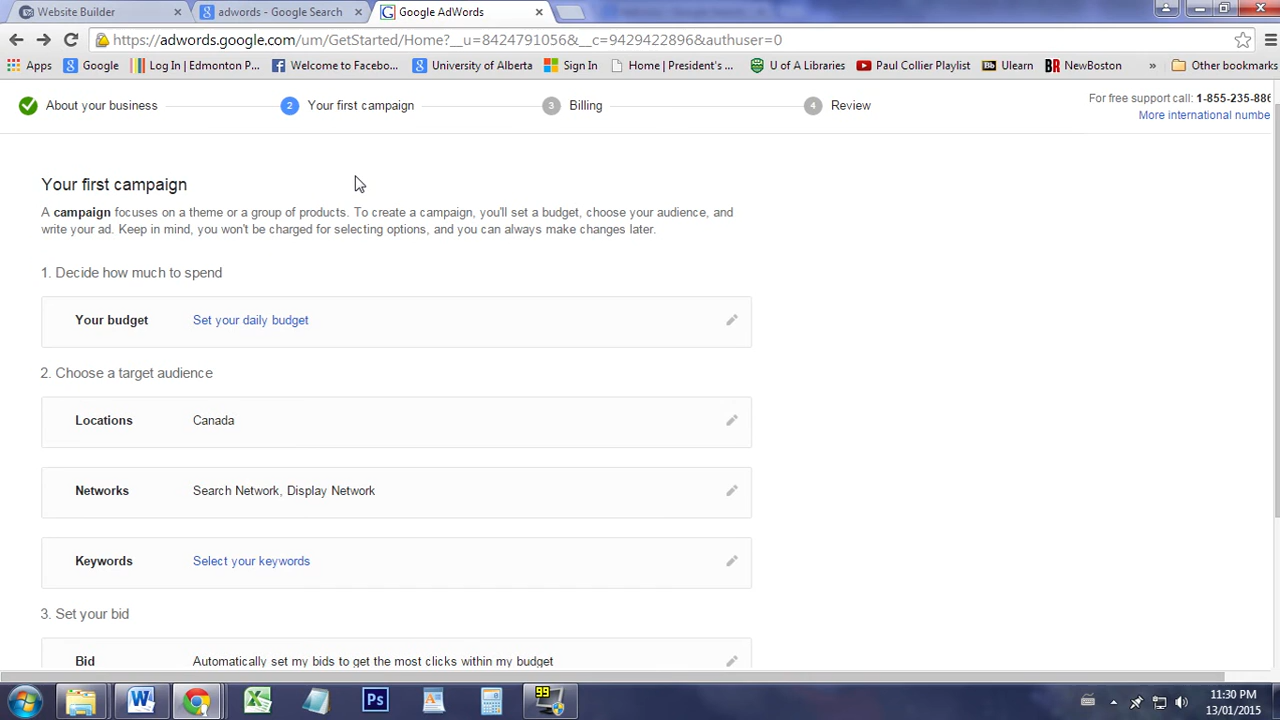 Website Builder
adwords - Google Search
Google AdWords
https://adwords.google.com/um/GetStarted/Home?__u=8424791056&__c=9429422896&authuser=0
Apps
Google
Log In | Edmonton P...
Welcome to Facebo...
University of Alberta
Sign In
Home | President's ...
U of A Libraries
Paul Collier Playlist
Bb
Ulearn
BR
NewBoston
»
Other bookmarks
About your business
2
Your first campaign
3
Billing
4
Review
For free support call: 1-855-235-886
More international numbe
Your first campaign
A campaign focuses on a theme or a group of products. To create a campaign, you'll set a budget, choose your audience, and
write your ad. Keep in mind, you won't be charged for selecting options, and you can always make changes later.
1. Decide how much to spend
Your budget
Set your daily budget
2. Choose a target audience
Locations
Canada
Networks
Search Network, Display Network
Keywords
Select your keywords
3. Set your bid
Bid
Automatically set my bids to get the most clicks within my budget
Ps
99
11:30 PM
13/01/2015